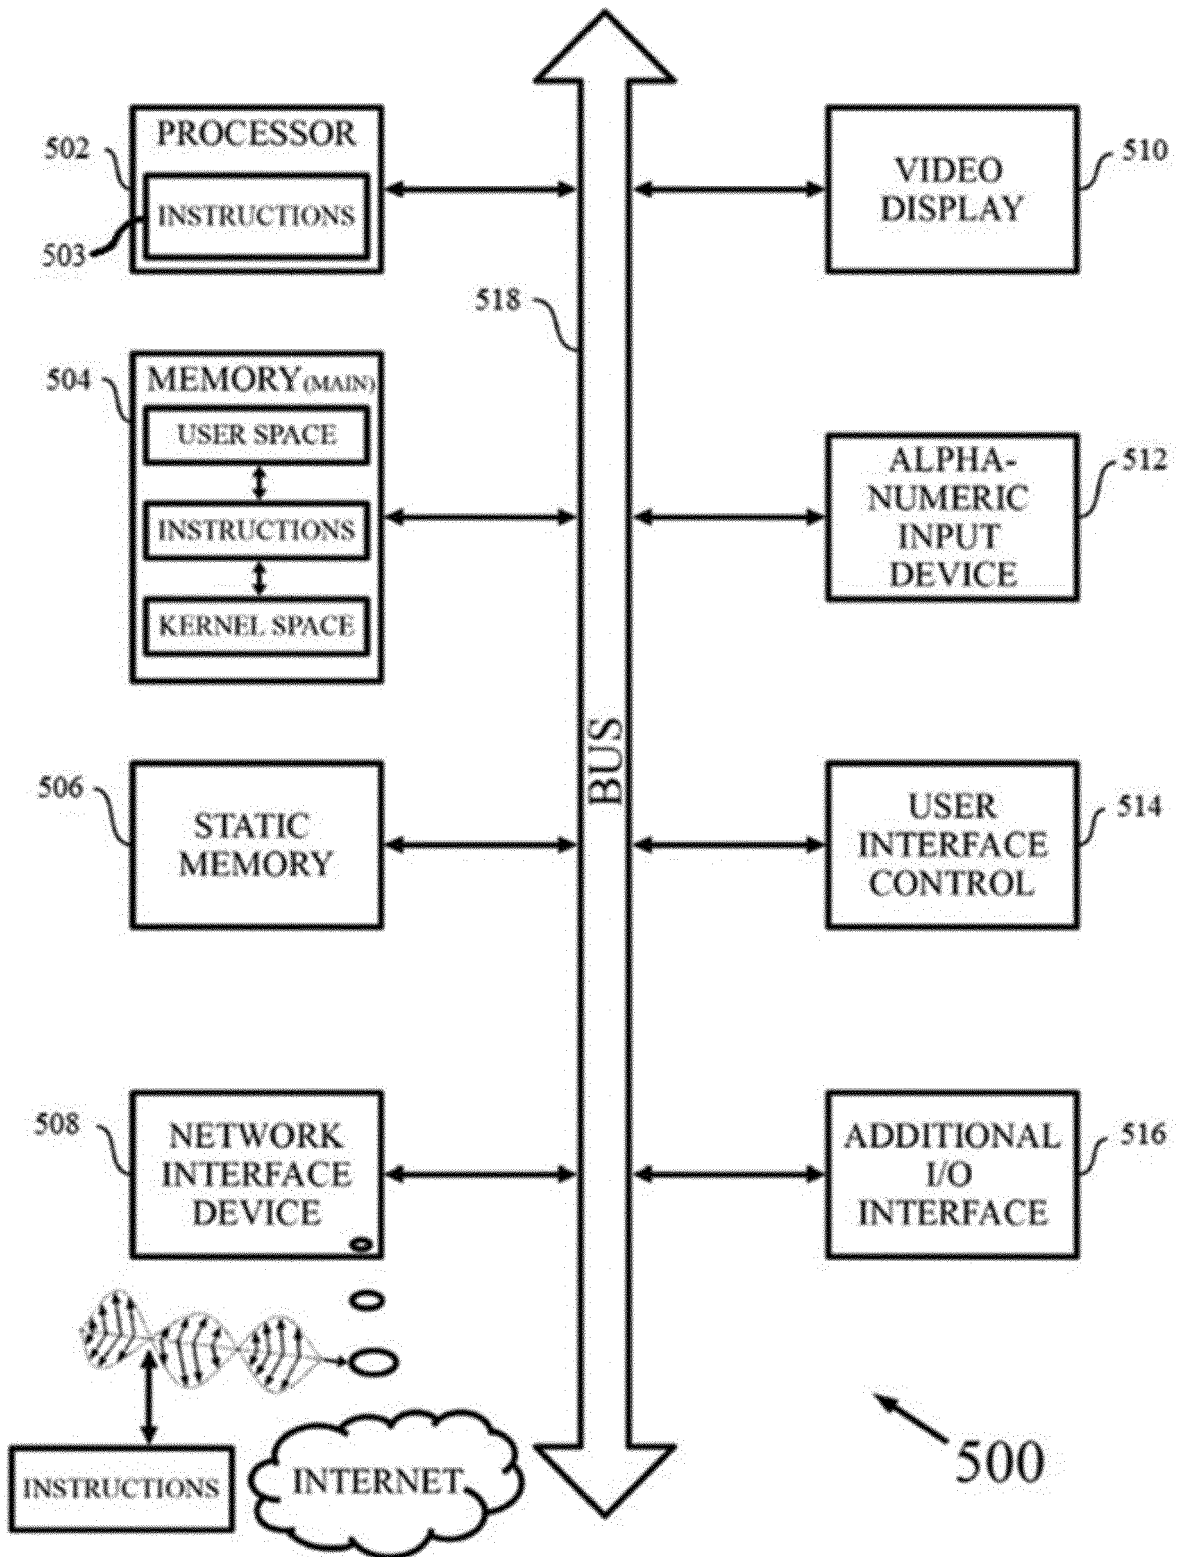 PROCESSOR
502
INSTRUCTIONS
503
VIDEO
DISPLAY
510
518
504
MEMORY(MAIN)
USER SPACE
INSTRUCTIONS
KERNEL SPACE
ALPHA-
NUMERIC
INPUT
DEVICE
512
BUS
506
STATIC
MEMORY
USER
INTERFACE
CONTROL
514
508
NETWORK
INTERFACE
DEVICE
ADDITIONAL
I/O
INTERFACE
516
INSTRUCTIONS
INTERNET
500